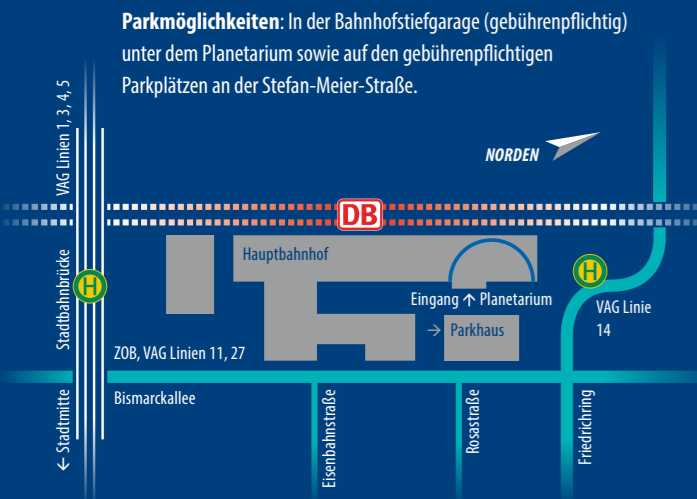 Parkmöglichkeiten: In der Bahnhofstiefgarage (gebührenpflichtig)
unter dem Planetarium sowie auf den gebührenpflichtigen
Parkplätzen an der Stefan-Meier-Straße.
VAG Linien 1, 3, 4, 5
NORDEN
DB
Hauptbahnhof
Stadtbahnbrücke
H
H
Eingang ↑ Planetarium
VAG Linie
14
→ Parkhaus
ZOB, VAG Linien 11, 27
Bismarckallee
← Stadtmitte
Eisenbahnstraße
Rosastraße
Friedrichring